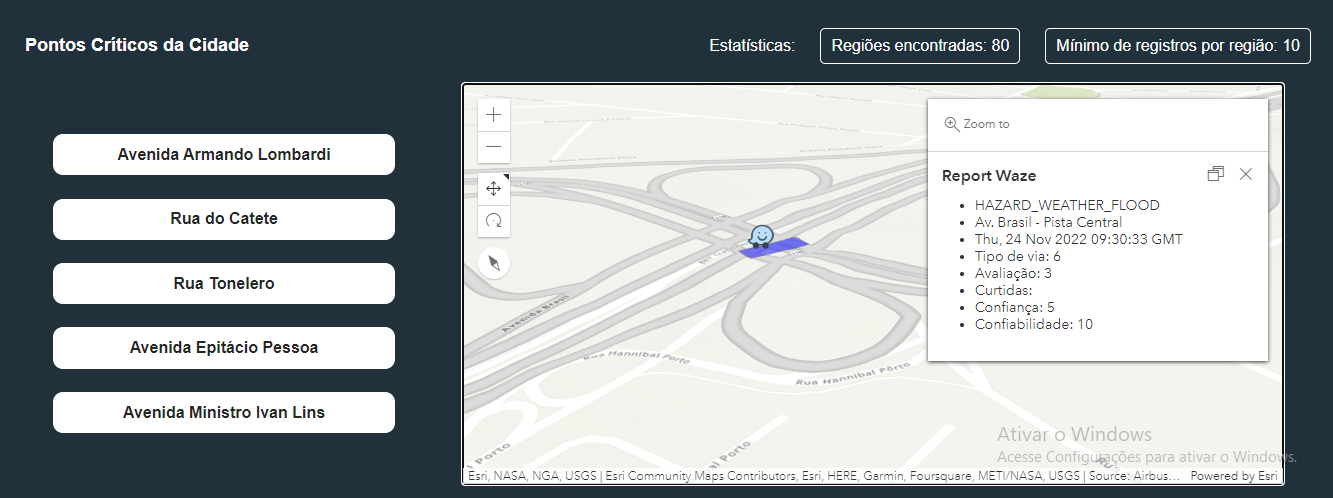 Pontos Críticos da Cidade
Estatísticas:
Regiões encontradas: 80
Mínimo de registros por região: 10
Avenida Armando Lombardi
Rua do Catete
Rua Tonelero
Avenida Epitácio Pessoa
Avenida Ministro Ivan Lins
Zoom to
Report Waze
HAZARD_WEATHER_FLOOD
Av. Brasil - Pista Central
Thu, 24 Nov 2022 09:30:33 GMT
Tipo de via: 6
Avaliação: 3
Curtidas:
Confiança: 5
Confiabilidade: 10
Avenida Brasil
Rua Hannibal Porto
Rua Hannibal Pôrto
Porto
Ativar o Windows
Acesse Configurações para ativar o Windows.
Esri, NASA, NGA, USGS | Esri Community Maps Contributors, Esri, HERE, Garmin, Foursquare, METI/NASA, USGS | Source: Airbus...
Powered by Esri